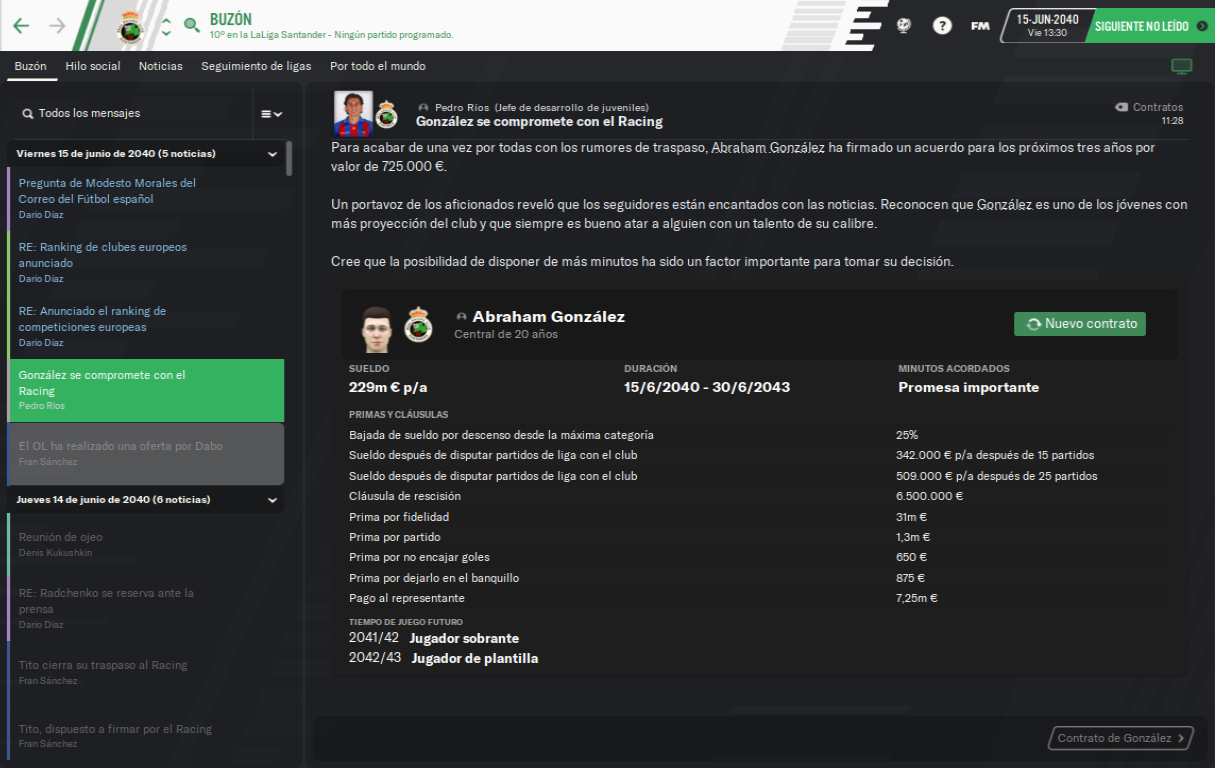 BUZÓN
10º en la LaLiga Santander - Ningún partido programado.
?
FM
15-JUN-2040
Vie 13:30
SIGUIENTE NO LEÍDO
Buzón
Hilo social
Noticias
Seguimiento de ligas
Por todo el mundo
Todos los mensajes
Viernes 15 de junio de 2040 (5 noticias)
Pregunta de Modesto Morales del
Correo del Fútbol español
Darío Díaz
RE: Ranking de clubes europeos
anunciado
Darío Díaz
RE: Anunciado el ranking de
competiciones europeas
Darío Díaz
González se compromete con el
Racing
Pedro Ríos
El OL ha realizado una oferta por Dabo
Fran Sánchez
Jueves 14 de junio de 2040 (6 noticias)
Reunión de ojeo
Denis Kukushkin
RE: Radchenko se reserva ante la
prensa
Darío Díaz
Tito cierra su traspaso al Racing
Fran Sánchez
Tito, dispuesto a firmar por el Racing
Fran Sánchez
Pedro Ríos (Jefe de desarrollo de juveniles)
González se compromete con el Racing
Contratos
11:28
Para acabar de una vez por todas con los rumores de traspaso, Abraham González ha firmado un acuerdo para los próximos tres años por
valor de 725.000 €.
Un portavoz de los aficionados reveló que los seguidores están encantados con las noticias. Reconocen que González es uno de los jóvenes con
más proyección del club y que siempre es bueno atar a alguien con un talento de su calibre.
Cree que la posibilidad de disponer de más minutos ha sido un factor importante para tomar su decisión.
Abraham González
Central de 20 años
Nuevo contrato
SUELDO
DURACIÓN
MINUTOS ACORDADOS
229m € p/a
15/6/2040 - 30/6/2043
Promesa importante
PRIMAS Y CLÁUSULAS
Bajada de sueldo por descenso desde la máxima categoría
25%
Sueldo después de disputar partidos de liga con el club
342.000 € p/a después de 15 partidos
Sueldo después de disputar partidos de liga con el club
509.000 € p/a después de 25 partidos
Cláusula de rescisión
6.500.000 €
Prima por fidelidad
31m €
Prima por partido
1,3m €
Prima por no encajar goles
650 €
Prima por dejarlo en el banquillo
875 €
Pago al representante
7,25m €
TIEMPO DE JUEGO FUTURO
2041/42 Jugador sobrante
2042/43 Jugador de plantilla
Contrato de González